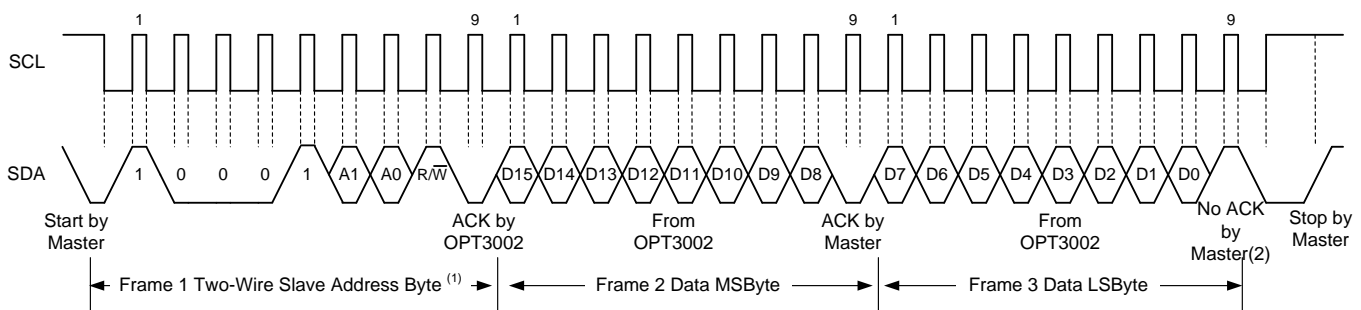 1 9 1 9 1 9
SCL
SDA
1 0 0 0 1 A1 A0 R/W̅ D15 D14 D13 D12 D11 D10 D9 D8 D7 D6 D5 D4 D3 D2 D1 D0
Start by
Master
ACK by
OPT3002
From
OPT3002
ACK by
Master
From
OPT3002
No ACK
by
Master(2)
Stop by
Master
Frame 1 Two-Wire Slave Address Byte (1)
Frame 2 Data MSByte
Frame 3 Data LSByte